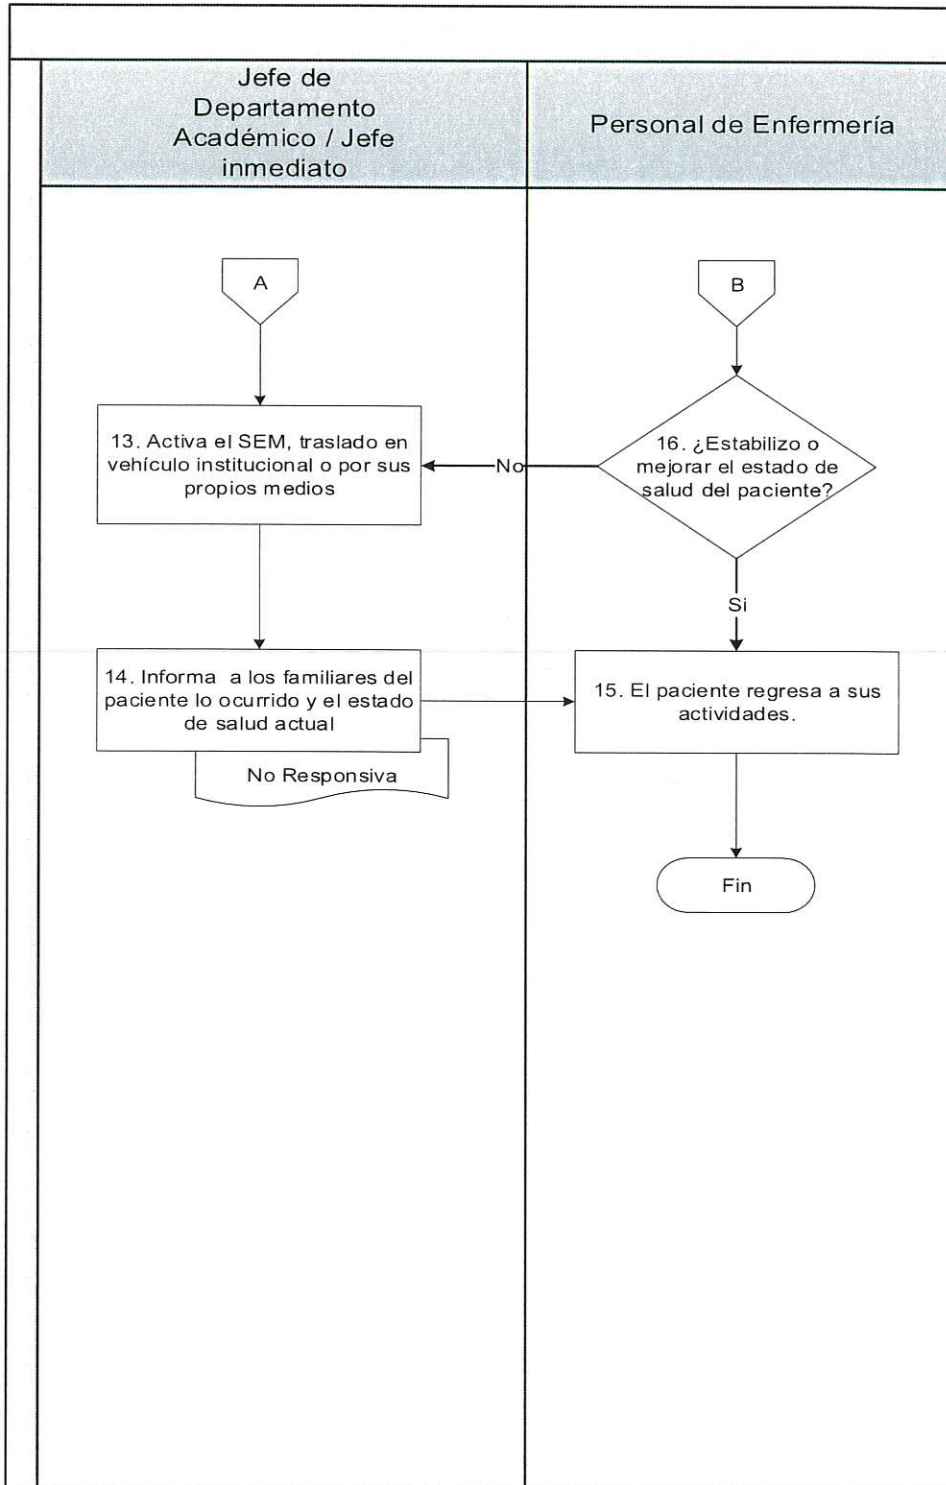 Jefe de
Departamento
Académico / Jefe
inmediato
Personal de Enfermería
A
B
13. Activa el SEM, traslado en
vehículo institucional o por sus
propios medios
No
16. ¿Estabilizo o
mejorar el estado de
salud del paciente?
Si
14. Informa a los familiares del
paciente lo ocurrido y el estado
de salud actual
No Responsiva
15. El paciente regresa a sus
actividades.
Fin